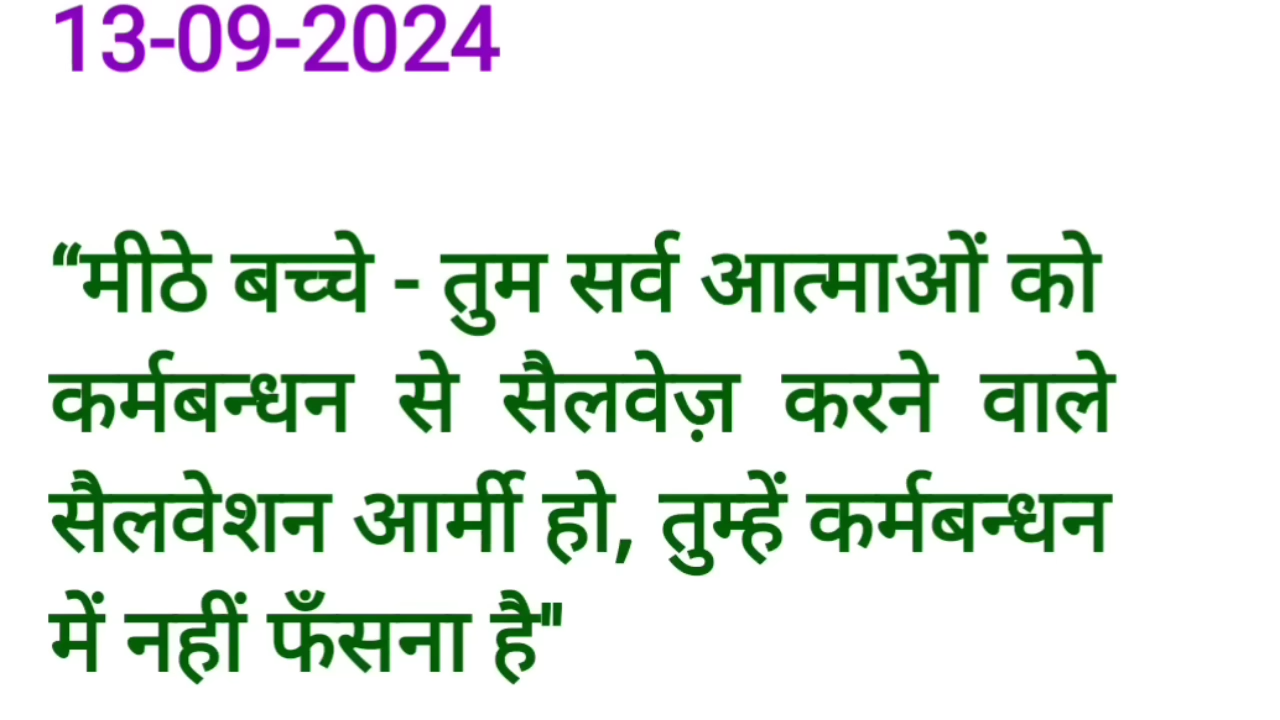 13-09-2024
“मीठे बच्चे - तुम सर्व आत्माओं को
कर्मबन्धन से सैलवेज़ करने वाले
सैलवेशन आर्मी हो, तुम्हें कर्मबन्धन
में नहीं फँसना है"